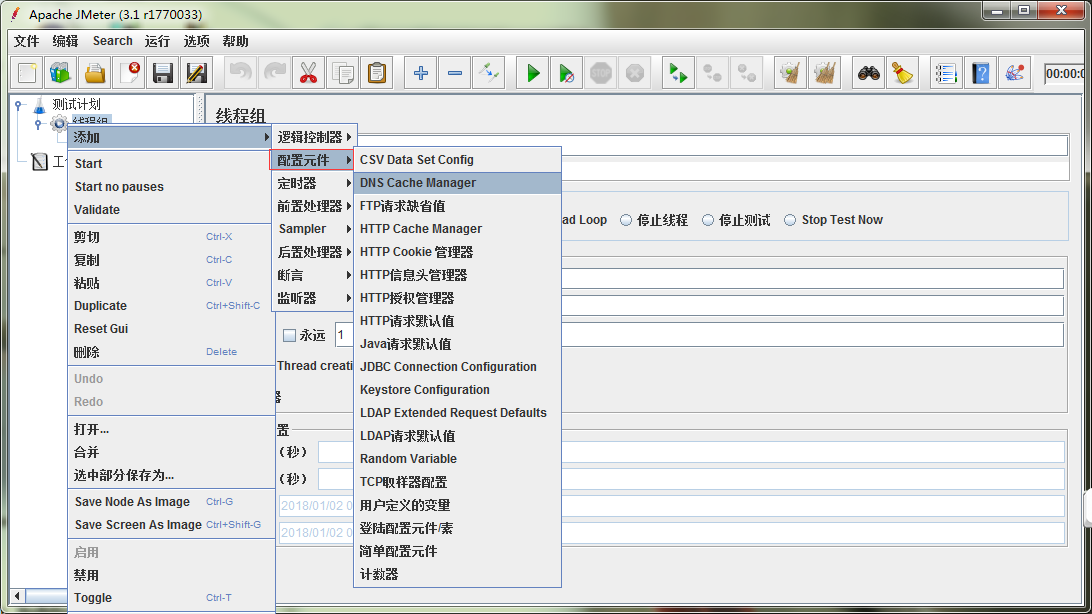 Apache JMeter (3.1 r1770033)
文件 编辑 Search 运行 选项 帮助
00:00:0
测试计划
线程组
线程组
添加
Start
Start no pauses
Validate
剪切 Ctrl-X
复制 Ctrl-C
粘贴 Ctrl-V
Duplicate Ctrl+Shift-C
Reset Gui
删除 Delete
Undo
Redo
打开...
合并
选中部分保存为...
Save Node As Image Ctrl-G
Save Screen As Image Ctrl+Shift-G
启用
禁用
Toggle Ctrl-T
逻辑控制器
配置元件
定时器
前置处理器
Sampler
后置处理器
断言
监听器
CSV Data Set Config
DNS Cache Manager
FTP请求缺省值
HTTP Cache Manager
HTTP Cookie 管理器
HTTP信息头管理器
HTTP授权管理器
HTTP请求默认值
Java请求默认值
JDBC Connection Configuration
Keystore Configuration
LDAP Extended Request Defaults
LDAP请求默认值
Random Variable
TCP取样器配置
用户定义的变量
登陆配置元件/素
简单配置元件
计数器
ad Loop 停止线程 停止测试 Stop Test Now
永远 1
Thread creati
器
置
（秒）
（秒）
2018/01/02 0
2018/01/02 0
工